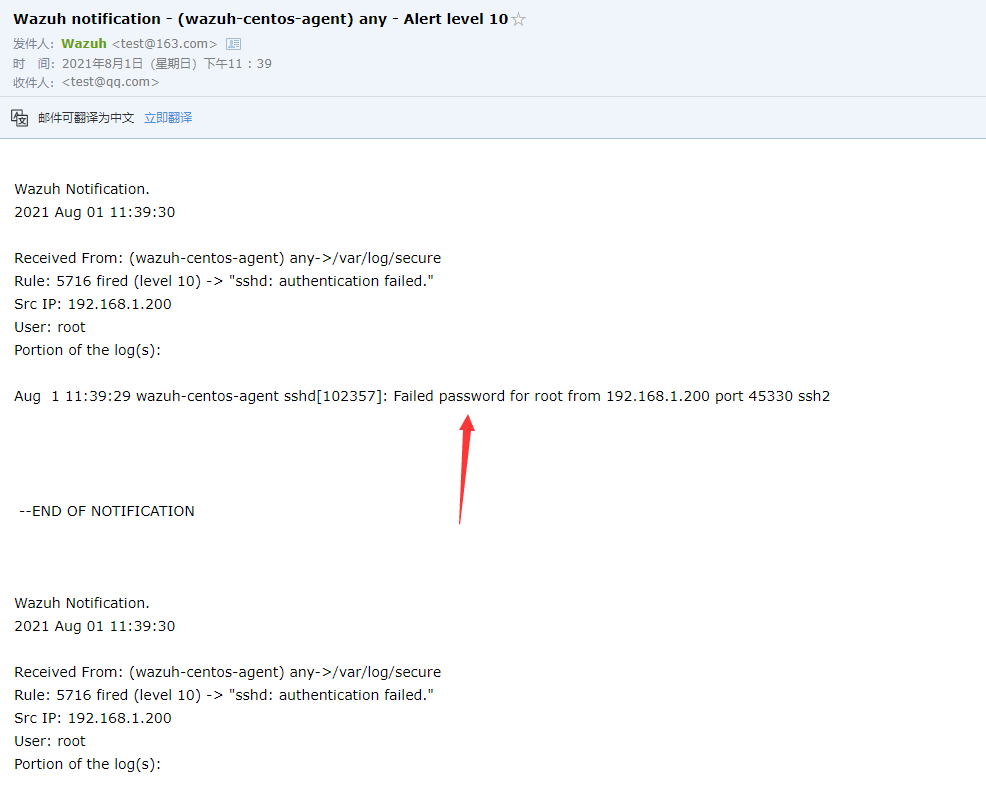 Wazuh notification - (wazuh-centos-agent) any - Alert level 10☆
发件人: Wazuh <test@163.com>
时 间: 2021年8月1日（星期日）下午11：39
收件人: <test@qq.com>
邮件可翻译为中文 立即翻译
Wazuh Notification.
2021 Aug 01 11:39:30
Received From: (wazuh-centos-agent) any->/var/log/secure
Rule: 5716 fired (level 10) -> "sshd: authentication failed."
Src IP: 192.168.1.200
User: root
Portion of the log(s):
Aug  1 11:39:29 wazuh-centos-agent sshd[102357]: Failed password for root from 192.168.1.200 port 45330 ssh2
--END OF NOTIFICATION
Wazuh Notification.
2021 Aug 01 11:39:30
Received From: (wazuh-centos-agent) any->/var/log/secure
Rule: 5716 fired (level 10) -> "sshd: authentication failed."
Src IP: 192.168.1.200
User: root
Portion of the log(s):